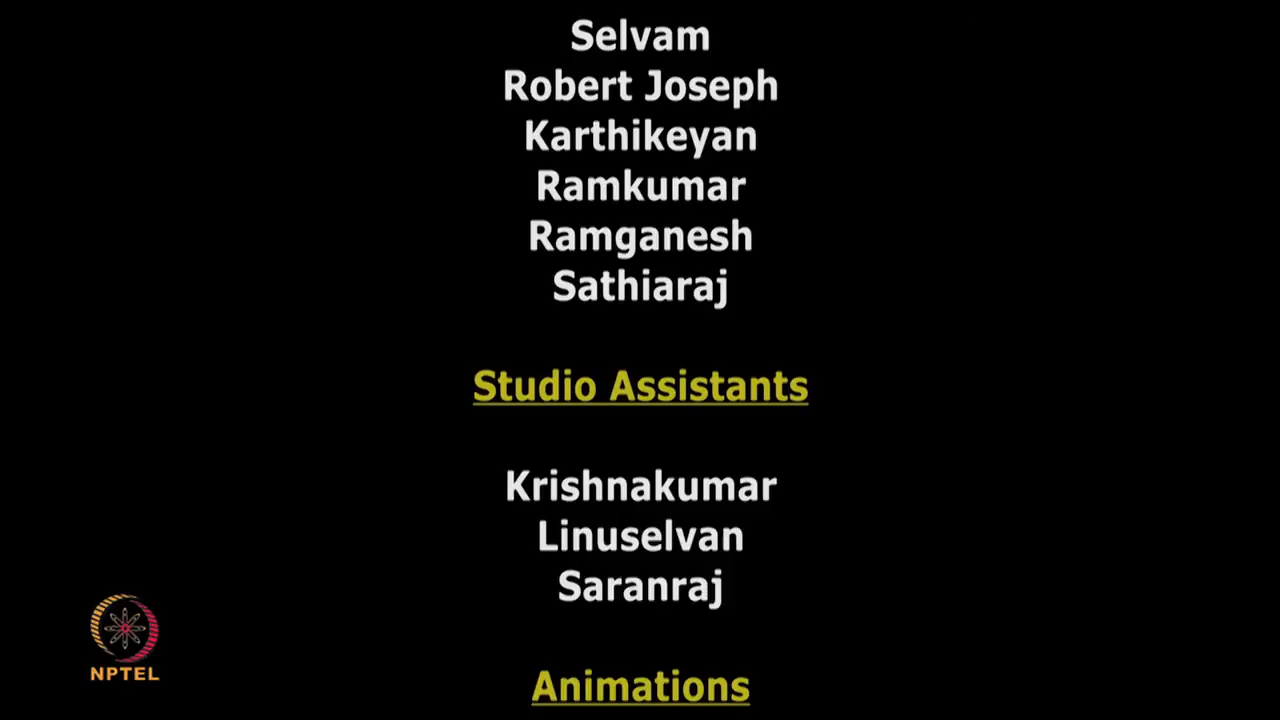 Selvam
Robert Joseph
Karthikeyan
Ramkumar
Ramganesh
Sathiaraj
Studio Assistants
Krishnakumar
Linuselvan
Saranraj
NPTEL
Animations